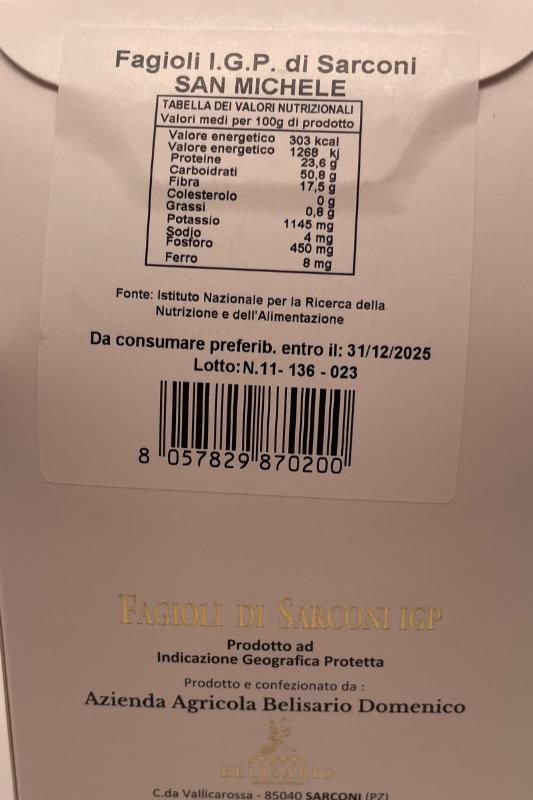 Fagioli I.G.P. di Sarconi
SAN MICHELE
TABELLA DEI VALORI NUTRIZIONALI
Valori medi per 100g di prodotto
Valore energetico 303 kcal
Valore energetico 1268 kj
Proteine 23,6 g
Carboidrati 50,8 g
Fibra 17,5 g
Colesterolo 0 g
Grassi 0,8 g
Potassio 1145 mg
Sodio 4 mg
Fosforo 450 mg
Ferro 8 mg
Fonte: Istituto Nazionale per la Ricerca della
Nutrizione e dell'Alimentazione
Da consumare preferib. entro il: 31/12/2025
Lotto:N.11- 136 - 023
8 057829 870200
FAGIOLI DI SARCONI IGP
Prodotto ad
Indicazione Geografica Protetta
Prodotto e confezionato da :
Azienda Agricola Belisario Domenico
BELISARIO
C.da Vallicarossa - 85040 SARCONI (PZ)